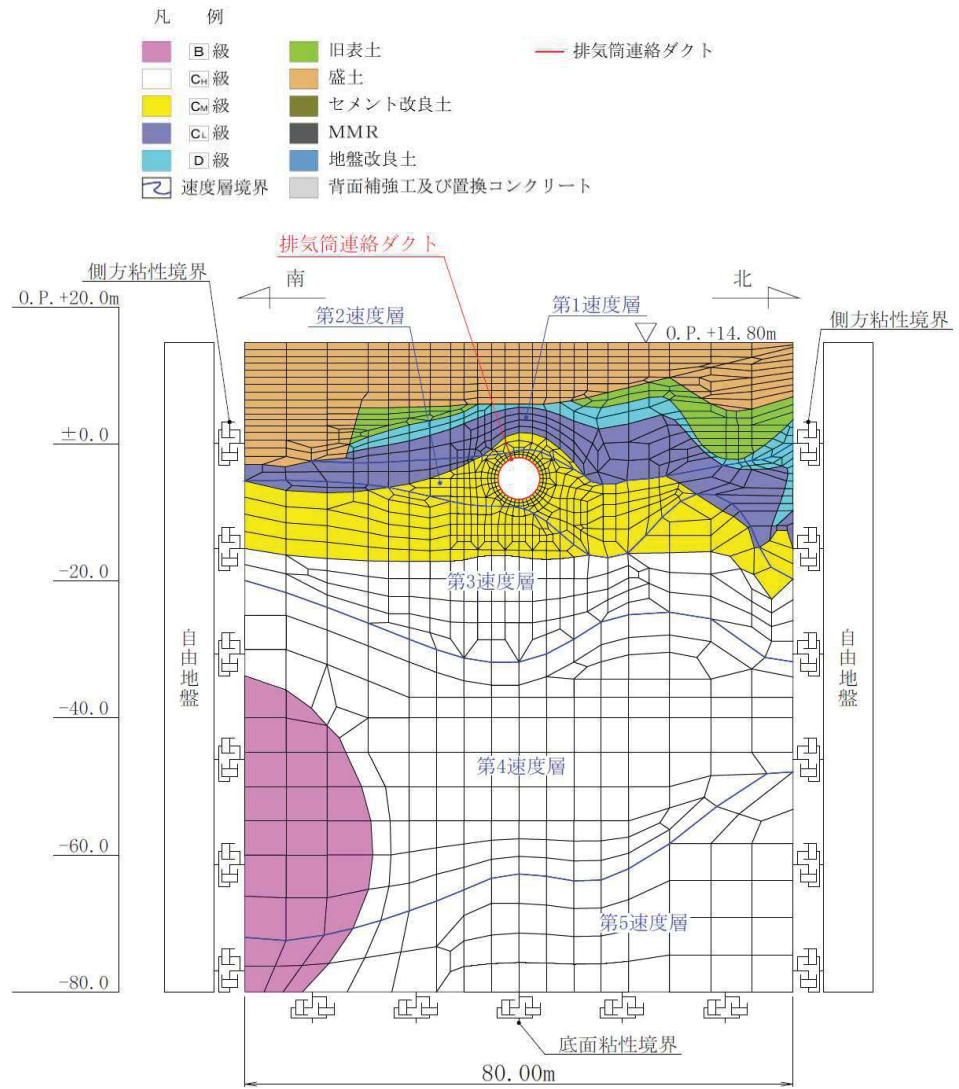 凡 例
B 級
CH 級
CM 級
CL 級
D 級
速度層境界
旧表土
盛土
セメント改良土
MMR
地盤改良土
背面補強工及び置換コンクリート
排気筒連絡ダクト
排気筒連絡ダクト
側方粘性境界
南
北
側方粘性境界
O.P.+20.0m
第2速度層
第1速度層
O.P.+14.80m
±0.0
-20.0
第3速度層
自由地盤
自由地盤
-40.0
第4速度層
-60.0
第5速度層
-80.0
底面粘性境界
80.00m